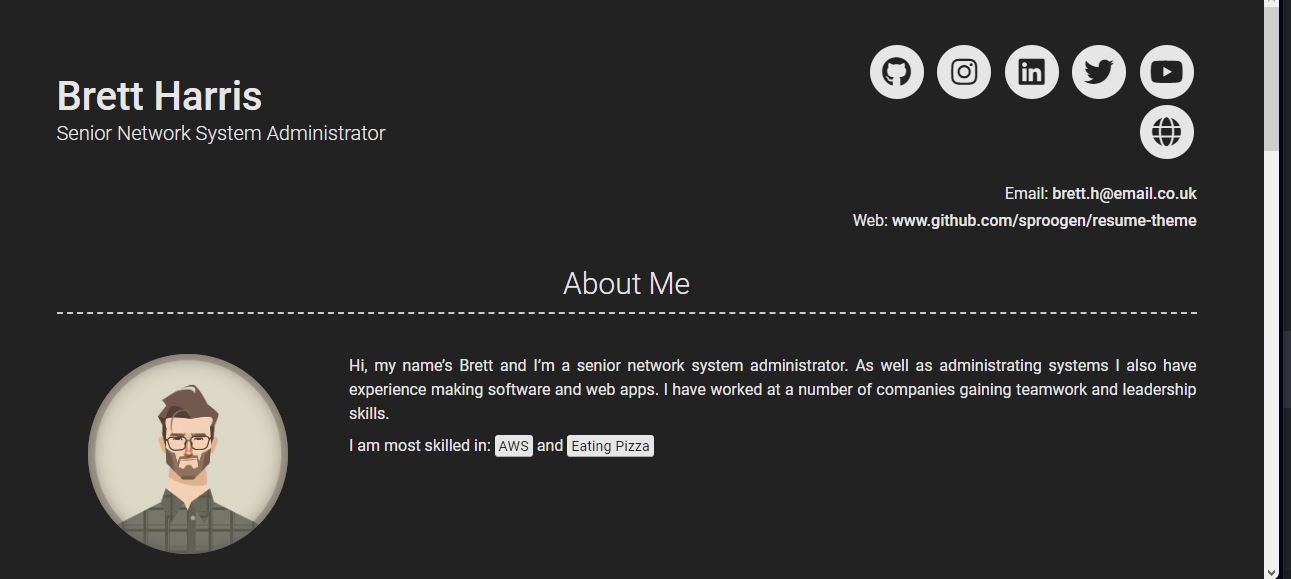 Brett Harris
Senior Network System Administrator
Email: brett.h@email.co.uk
Web: www.github.com/sproogen/resume-theme
About Me
Hi, my name’s Brett and I’m a senior network system administrator. As well as administrating systems I also have
experience making software and web apps. I have worked at a number of companies gaining teamwork and leadership
skills.
I am most skilled in: AWS and Eating Pizza